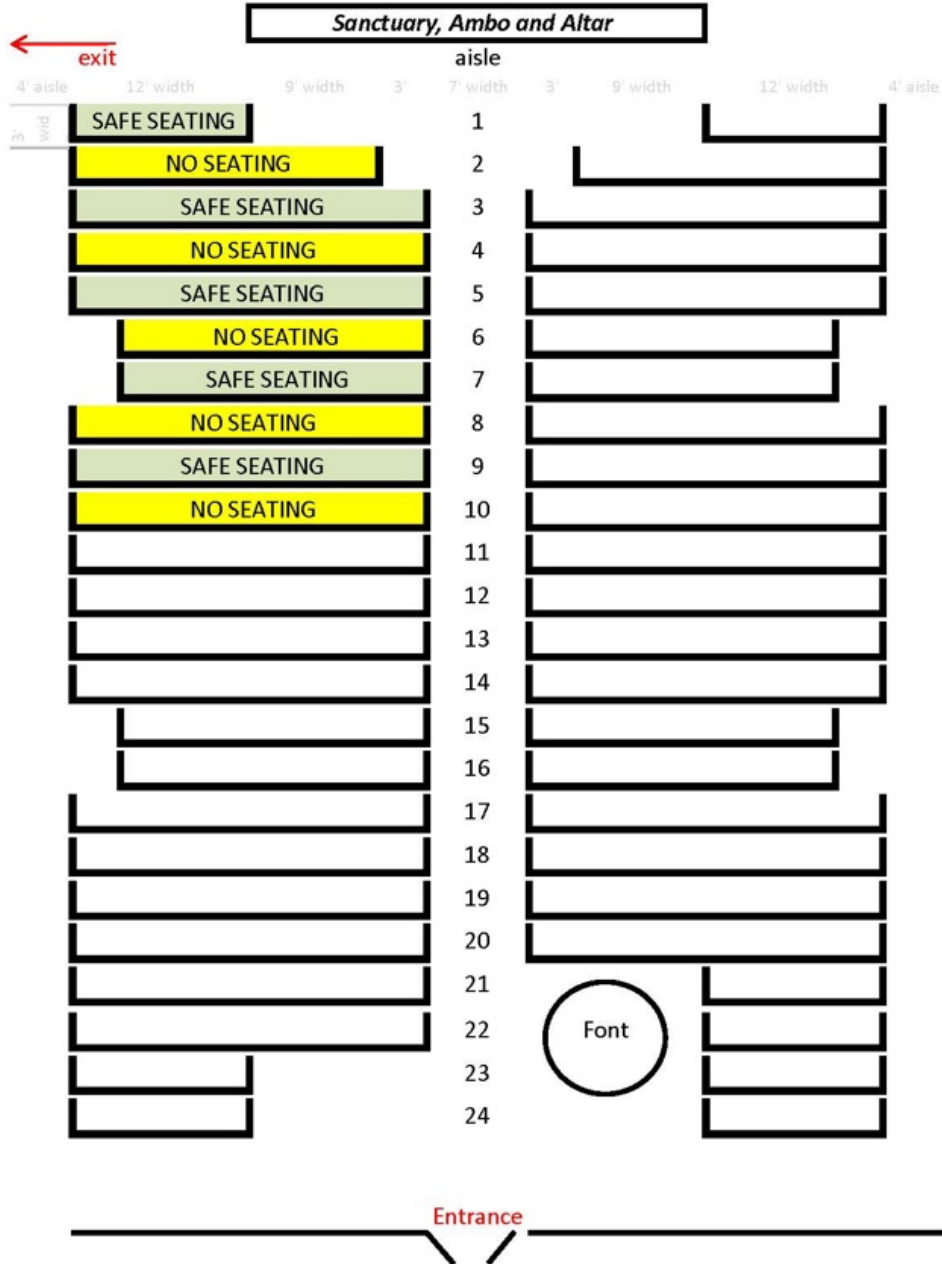 Sanctuary, Ambo and Altar
exit
aisle
4' aisle 12' width 9' width 3' 7' width 3' 9' width 12' width 4' aisle
3' wid
SAFE SEATING 1
NO SEATING 2
SAFE SEATING 3
NO SEATING 4
SAFE SEATING 5
NO SEATING 6
SAFE SEATING 7
NO SEATING 8
SAFE SEATING 9
NO SEATING 10
11
12
13
14
15
16
17
18
19
20
21
22 Font
23
24
Entrance